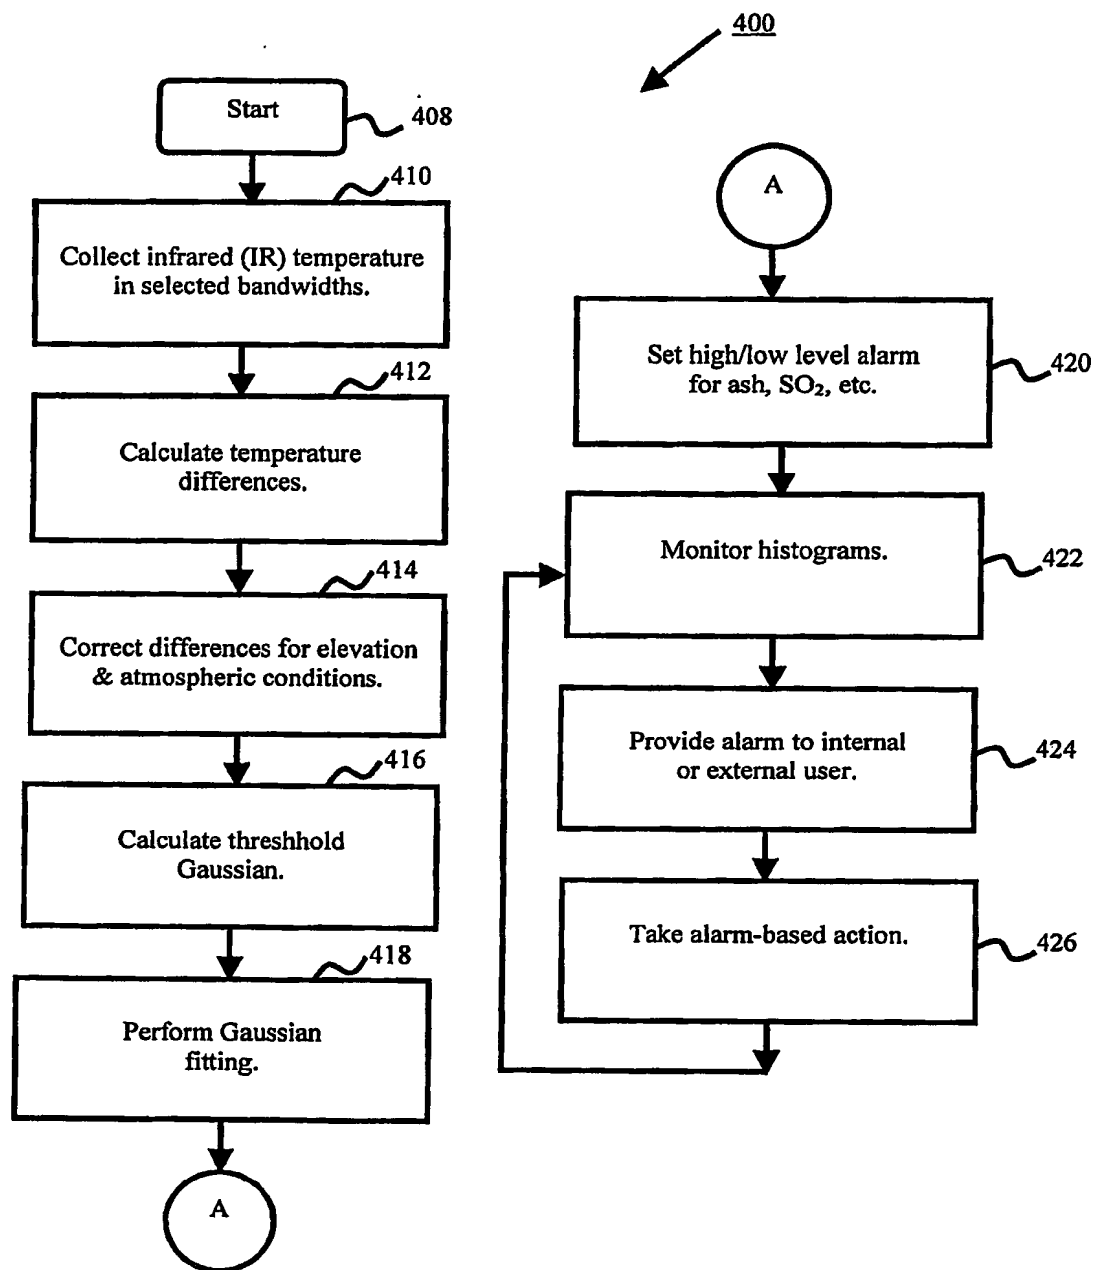 400
Start
408
410
Collect infrared (IR) temperature
in selected bandwidths.
412
Calculate temperature
differences.
414
Correct differences for elevation
& atmospheric conditions.
416
Calculate threshhold
Gaussian.
418
Perform Gaussian
fitting.
A
A
Set high/low level alarm
for ash, SO₂, etc.
420
Monitor histograms.
422
Provide alarm to internal
or external user.
424
Take alarm-based action.
426